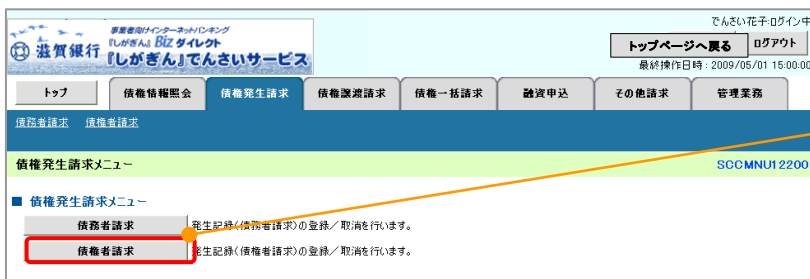 でんさい花子:ログイン中
事業者向けインターネットバンキング
『しがぎん』Biz ダイレクト
滋賀銀行
『しがぎん』でんさいサービス
トップページへ戻る
ログアウト
最終操作日時:2009/05/01 15:00:00
トップ 債権情報照会 債権発生請求 債権譲渡請求 債権一括請求 融資申込 その他請求 管理業務
債務者請求 債権者請求
債権発生請求メニュー SCCMNU12200
■ 債権発生請求メニュー
債務者請求 発生記録(債務者請求)の登録/取消を行います。
債権者請求 発生記録(債権者請求)の登録/取消を行います。